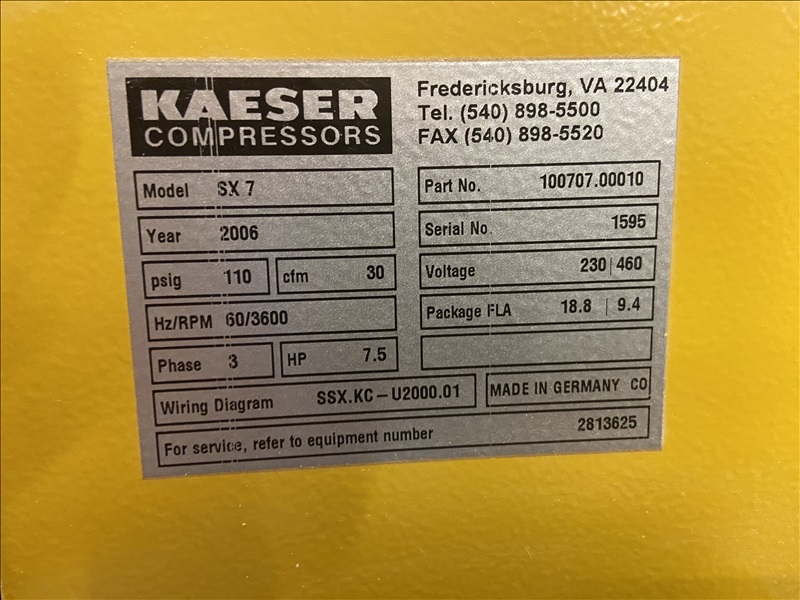 KAESER
COMPRESSORS
Fredericksburg, VA 22404
Tel. (540) 898-5500
FAX (540) 898-5520
Model SX 7
Part No. 100707.00010
Year 2006
Serial No. 1595
psig 110 cfm 30
Voltage 230 | 460
Hz/RPM 60/3600
Package FLA 18.8 | 9.4
Phase 3 HP 7.5
Wiring Diagram SSX.KC-U2000.01
MADE IN GERMANY CO
For service, refer to equipment number 2813625